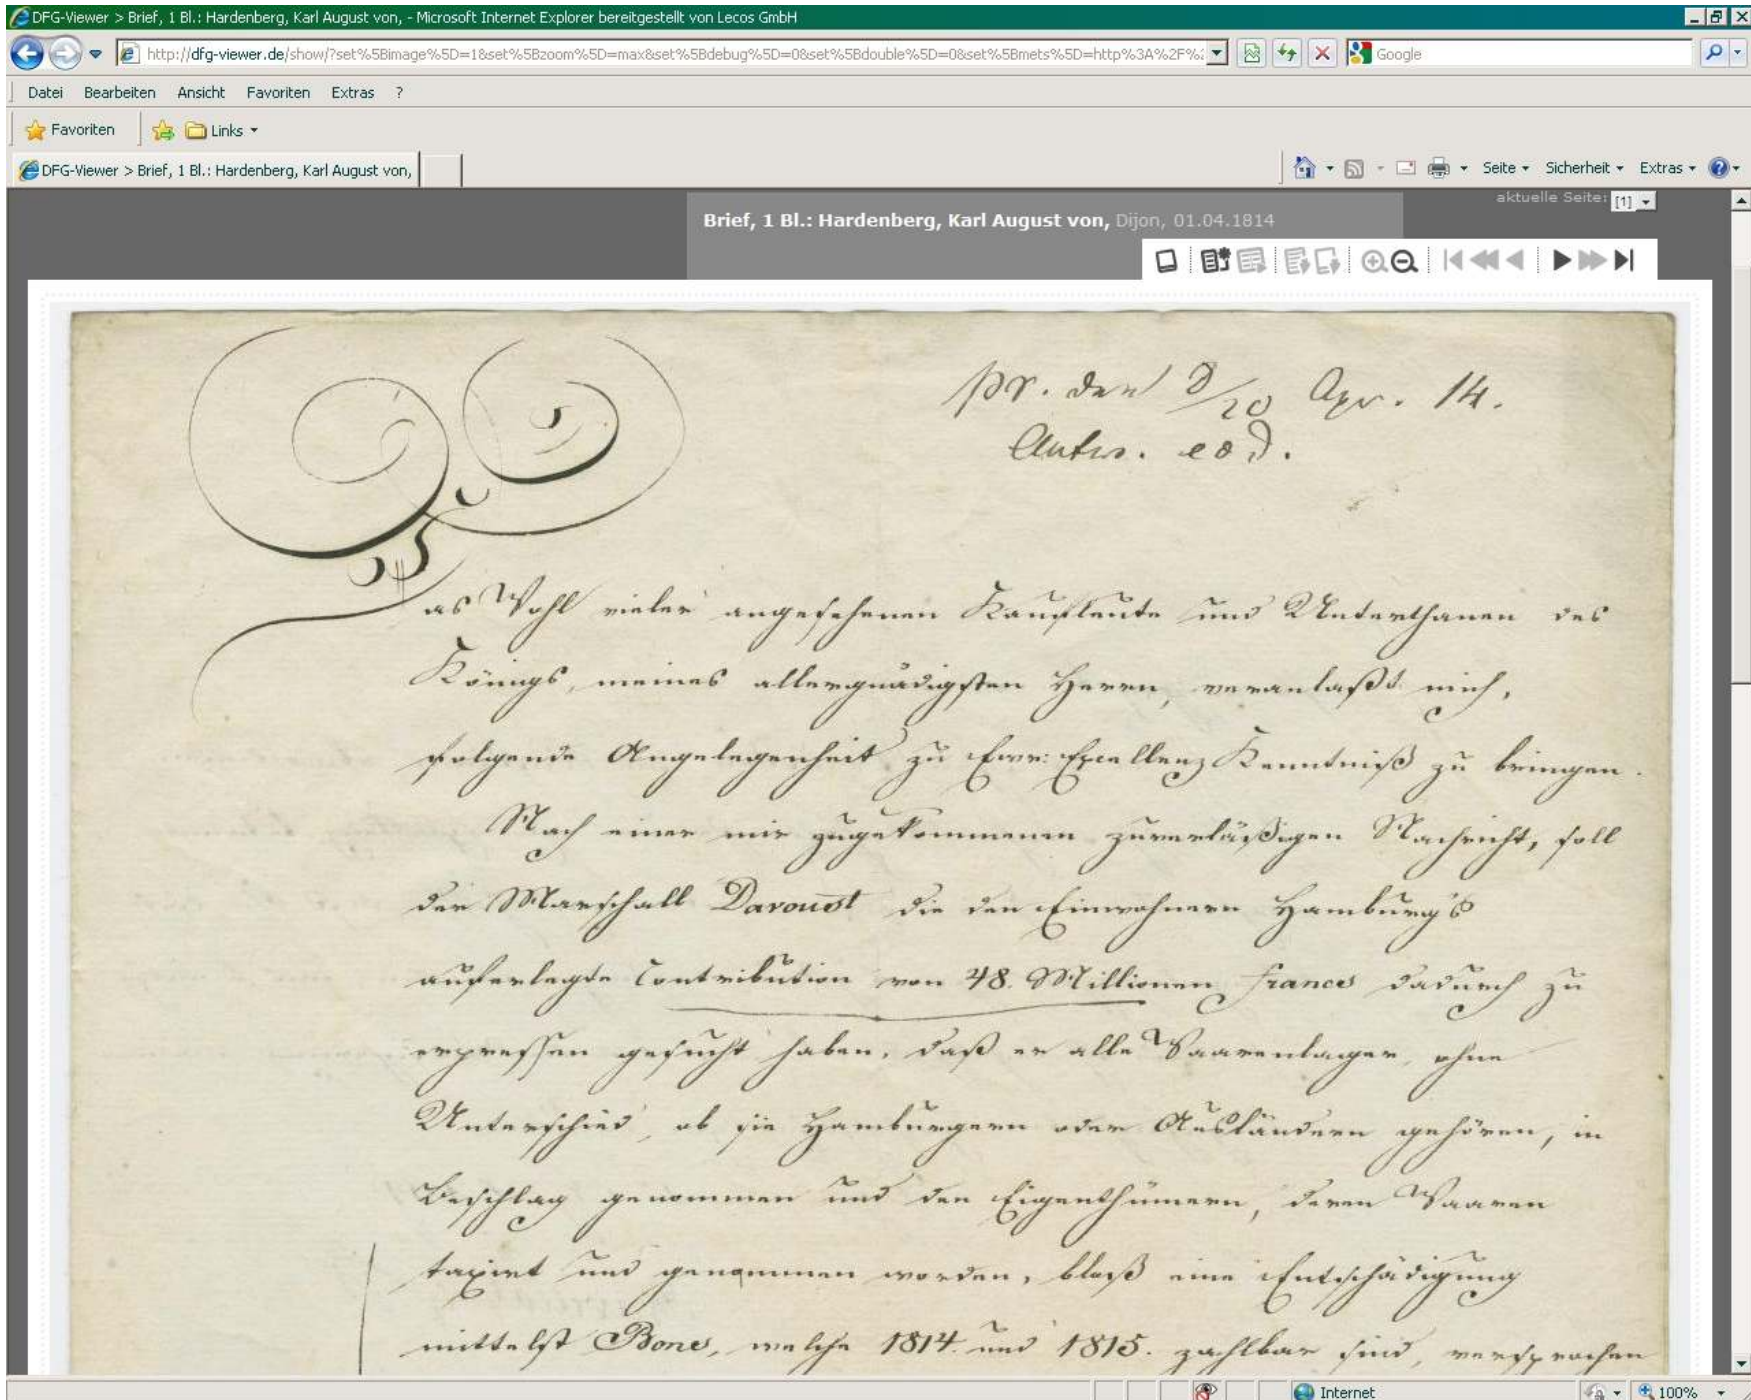 DFG-Viewer > Brief, 1 Bl.: Hardenberg, Karl August von, - Microsoft Internet Explorer bereitgestellt von Lecos GmbH
http://dfg-viewer.de/show/?set%5Bimage%5D=1&set%5Bzoom%5D=max&set%5Bdebug%5D=0&set%5Bdouble%5D=0&set%5Bmets%5D=http%3A%2F%2 Google
Datei Bearbeiten Ansicht Favoriten Extras ?
Favoriten Links
DFG-Viewer > Brief, 1 Bl.: Hardenberg, Karl August von, Seite Sicherheit Extras
aktuelle Seite: [1]
Brief, 1 Bl.: Hardenberg, Karl August von, Dijon, 01.04.1814
pr. den 8/20 Apr. 14.
Antw. eod.
Das Wohl vieler angesehenen Kaufleute und Unterthanen des
Königs, meines allergnädigsten Herrn, veranlaßt mich,
folgende Angelegenheit zu Ewr: Excellenz Kenntniß zu bringen.
Nach einer mir zugekommenen zuverläßigen Nachricht, soll
der Marschall Davoust die den Einwohnern Hamburg's
auferlegte Contribution von 48. Millionen francs dadurch zu
erpressen gesucht haben, daß er alle Waarenlager, ohne
Unterschied, ob sie Hamburgern oder Ausländern gehören, in
Beschlag genommen und den Eigenthümern, deren Waaren
taxirt und genommen worden, bloß eine Entschädigung
mittelst Bons, welche 1814. und 1815. zahlbar sind, versprochen
Internet 100%